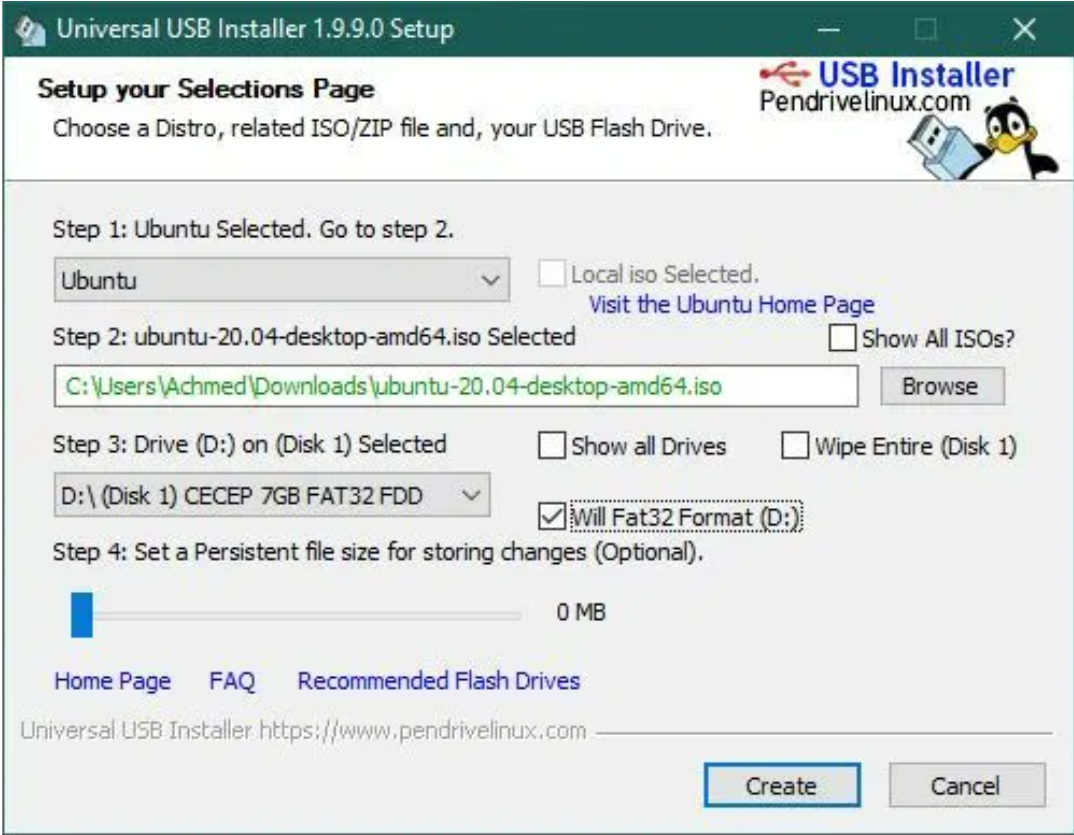 Universal USB Installer 1.9.9.0 Setup
Setup your Selections Page
Choose a Distro, related ISO/ZIP file and, your USB Flash Drive.
USB Installer
Pendrivelinux.com
Step 1: Ubuntu Selected. Go to step 2.
Ubuntu
Local iso Selected.
Visit the Ubuntu Home Page
Step 2: ubuntu-20.04-desktop-amd64.iso Selected
Show All ISOs?
C:\Users\Achmed\Downloads\ubuntu-20.04-desktop-amd64.iso
Browse
Step 3: Drive (D:) on (Disk 1) Selected
Show all Drives
Wipe Entire (Disk 1)
D:\ (Disk 1) CECEP 7GB FAT32 FDD
Will Fat32 Format (D:)
Step 4: Set a Persistent file size for storing changes (Optional).
0 MB
Home Page
FAQ
Recommended Flash Drives
Universal USB Installer https://www.pendrivelinux.com
Create
Cancel